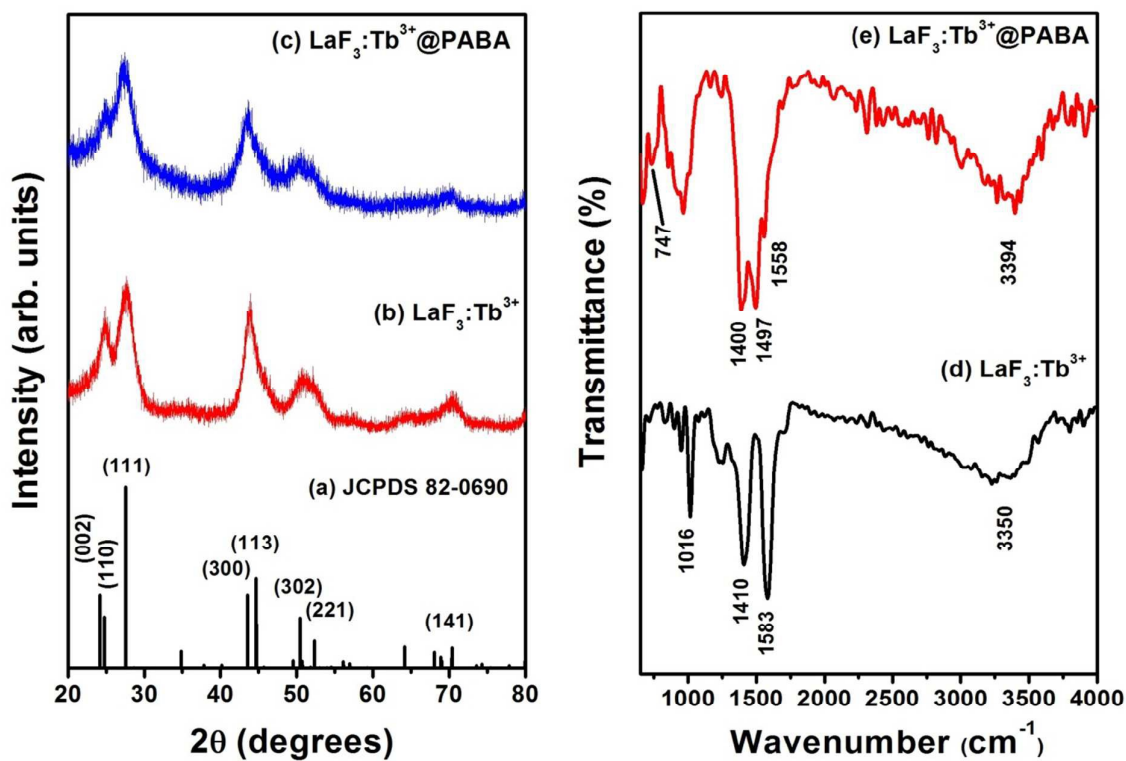 Intensity (arb. units)
(c) LaF₃:Tb³⁺@PABA
(b) LaF₃:Tb³⁺
(a) JCPDS 82-0690
(002)
(110)
(111)
(300)
(113)
(302)
(221)
(141)
20 30 40 50 60 70 80
2θ (degrees)
Transmittance (%)
(e) LaF₃:Tb³⁺@PABA
747
1400
1497
1558
3394
(d) LaF₃:Tb³⁺
1016
1410
1583
3350
1000 1500 2000 2500 3000 3500 4000
Wavenumber (cm⁻¹)